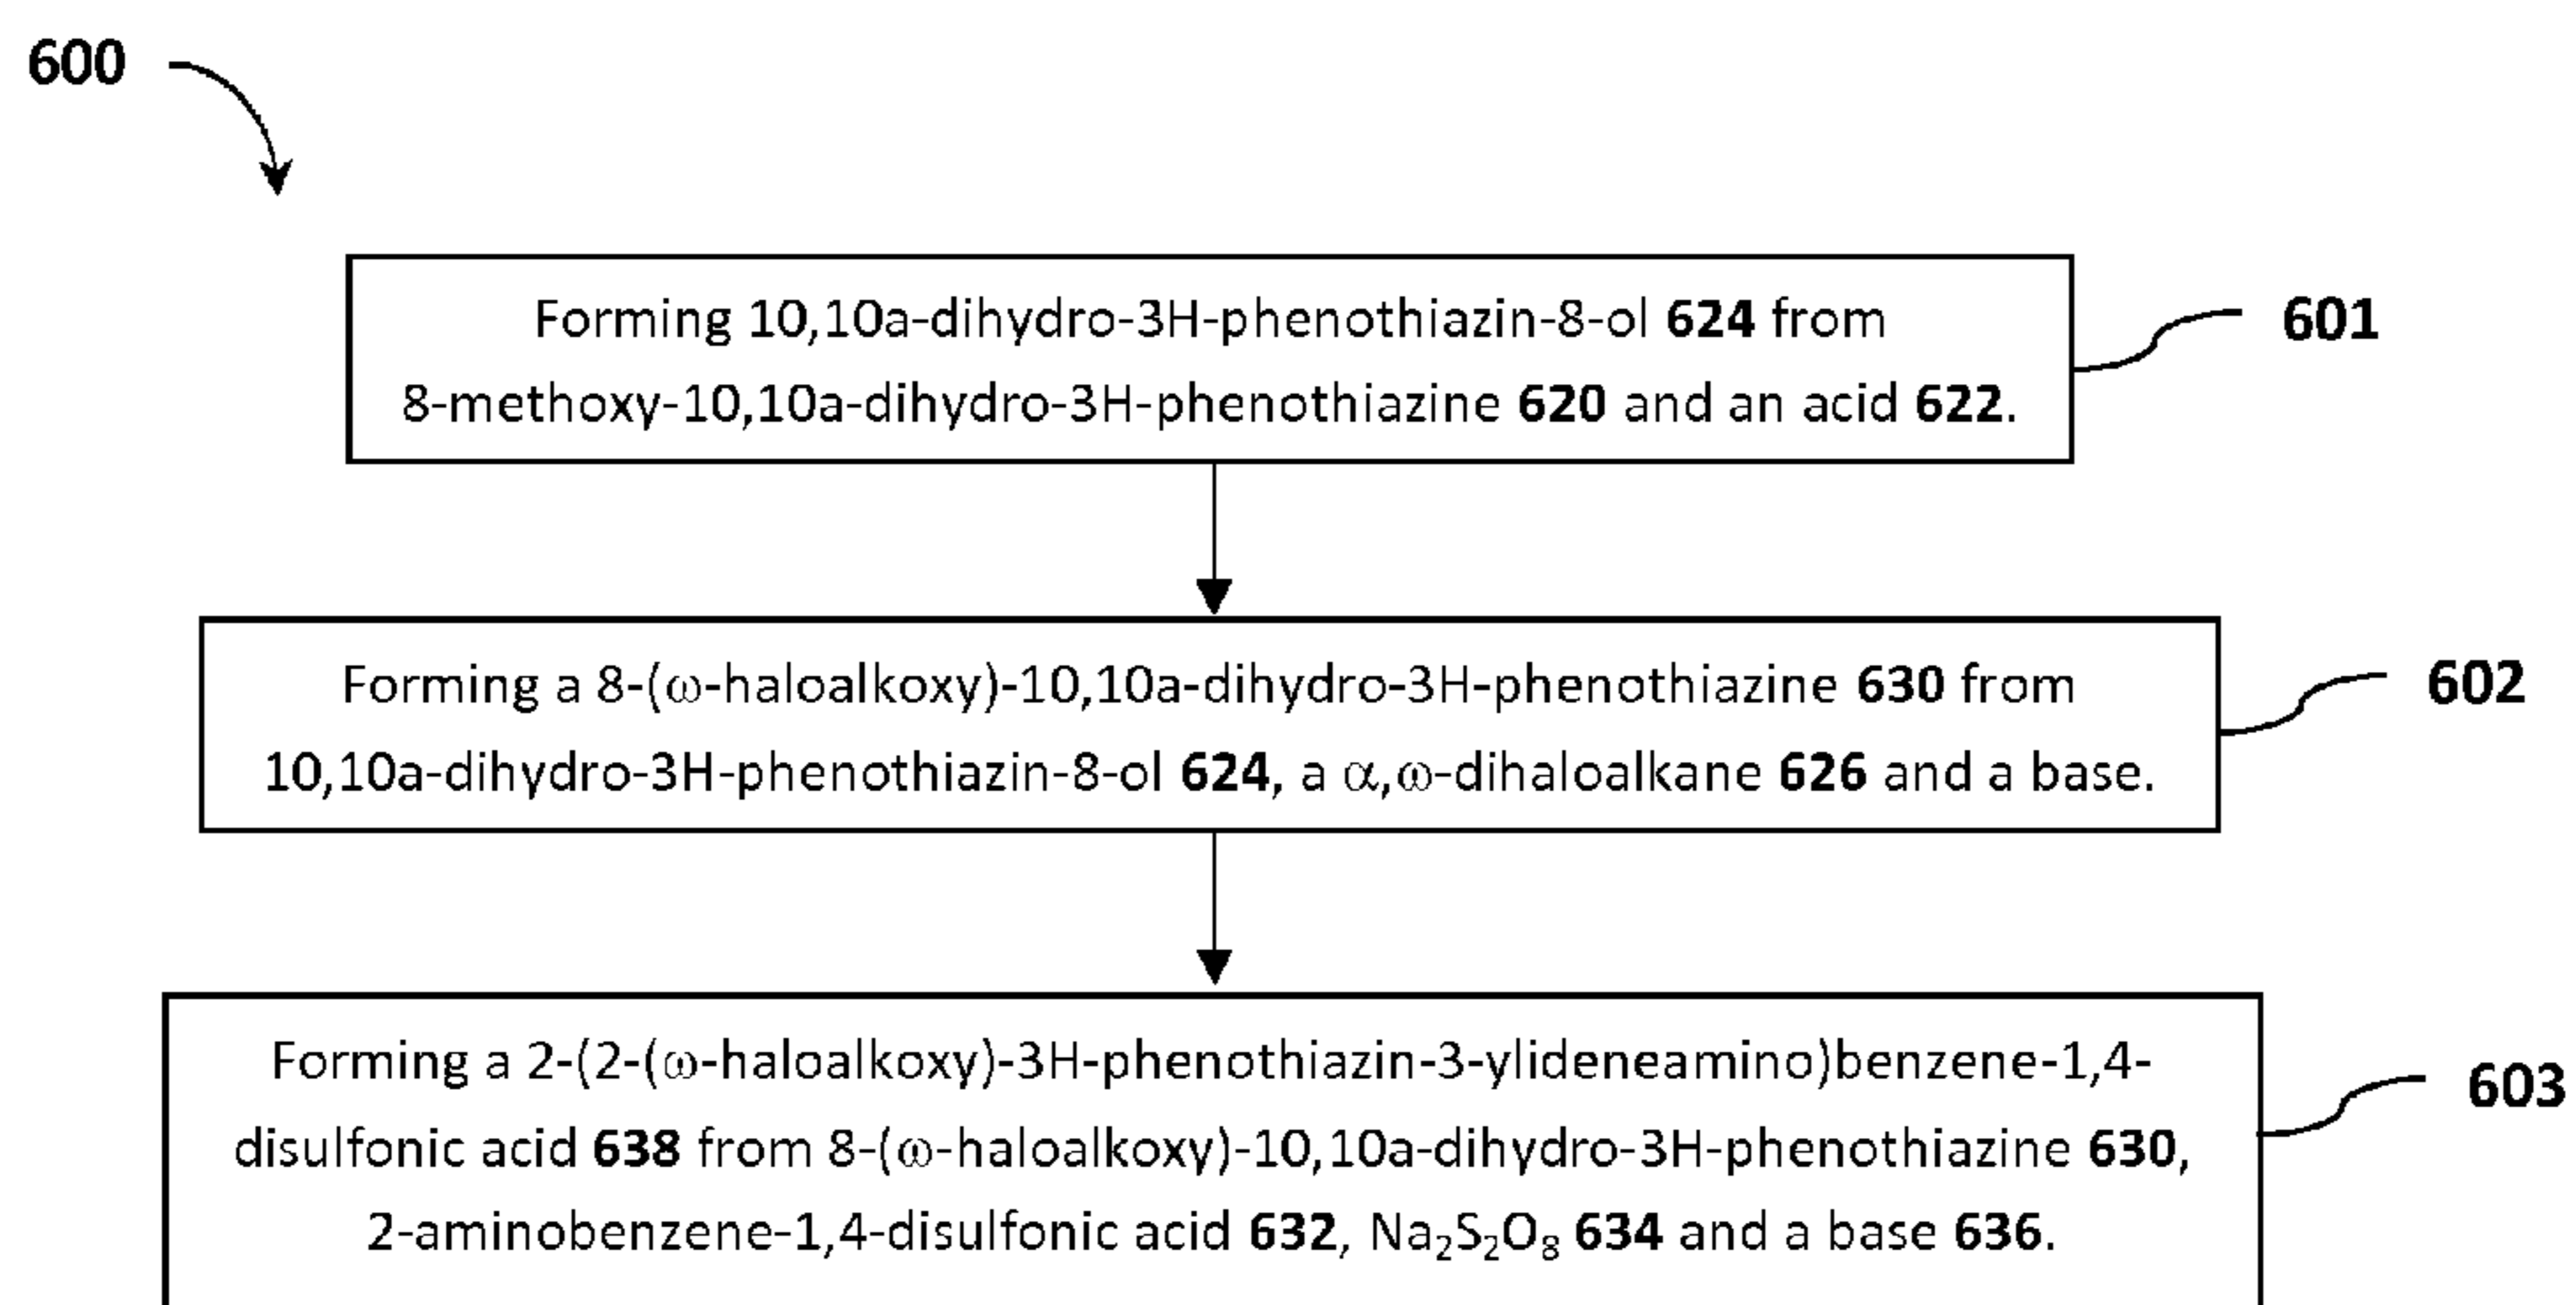 600
Forming 10,10a-dihydro-3H-phenothiazin-8-ol 624 from
8-methoxy-10,10a-dihydro-3H-phenothiazine 620 and an acid 622.
601
Forming a 8-(ω-haloalkoxy)-10,10a-dihydro-3H-phenothiazine 630 from
10,10a-dihydro-3H-phenothiazin-8-ol 624, a α,ω-dihaloalkane 626 and a base.
602
Forming a 2-(2-(ω-haloalkoxy)-3H-phenothiazin-3-ylideneamino)benzene-1,4-
disulfonic acid 638 from 8-(ω-haloalkoxy)-10,10a-dihydro-3H-phenothiazine 630,
2-aminobenzene-1,4-disulfonic acid 632, Na₂S₂O₈ 634 and a base 636.
603